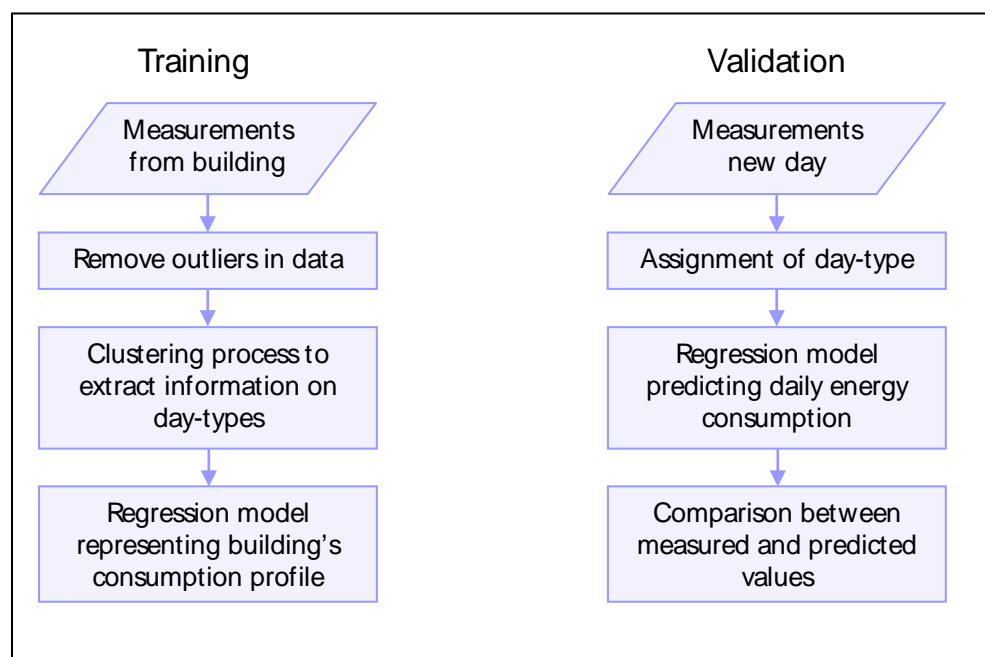 Training
Measurements
from building
Remove outliers in data
Clustering process to
extract information on
day-types
Regression model
representing building's
consumption profile
Validation
Measurements
new day
Assignment of day-type
Regression model
predicting daily energy
consumption
Comparison between
measured and predicted
values